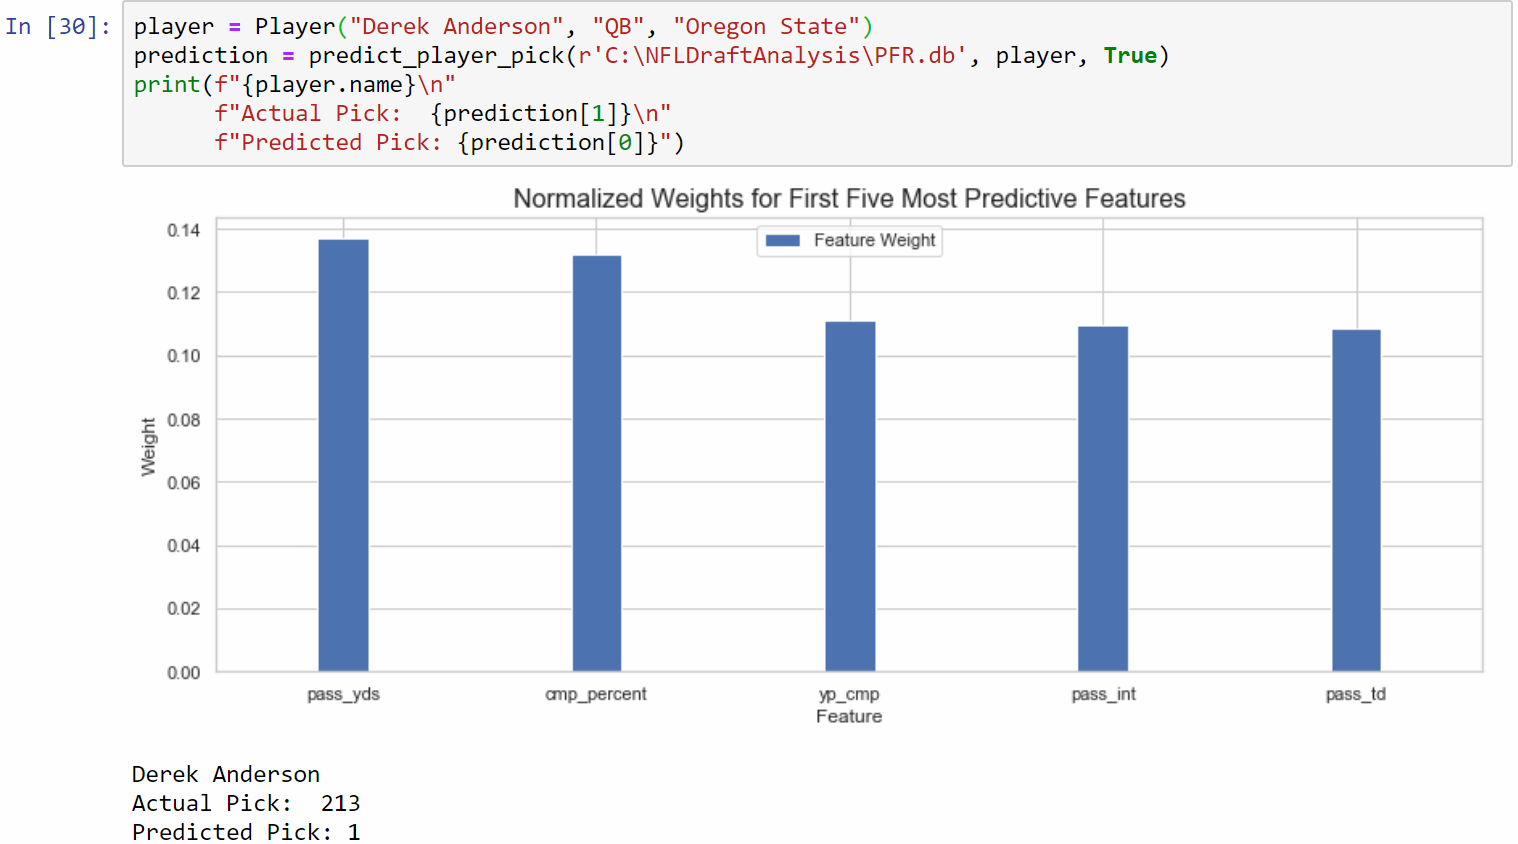 In [30]:
player = Player("Derek Anderson", "QB", "Oregon State")
prediction = predict_player_pick(r'C:\NFLDraftAnalysis\PFR.db', player, True)
print(f"{player.name}\n"
f"Actual Pick:  {prediction[1]}\n"
f"Predicted Pick: {prediction[0]}")
Normalized Weights for First Five Most Predictive Features
Feature Weight
0.14
0.12
0.10
0.08
0.06
0.04
0.02
0.00
Weight
pass_yds cmp_percent yp_cmp pass_int pass_td
Feature
Derek Anderson
Actual Pick:  213
Predicted Pick: 1